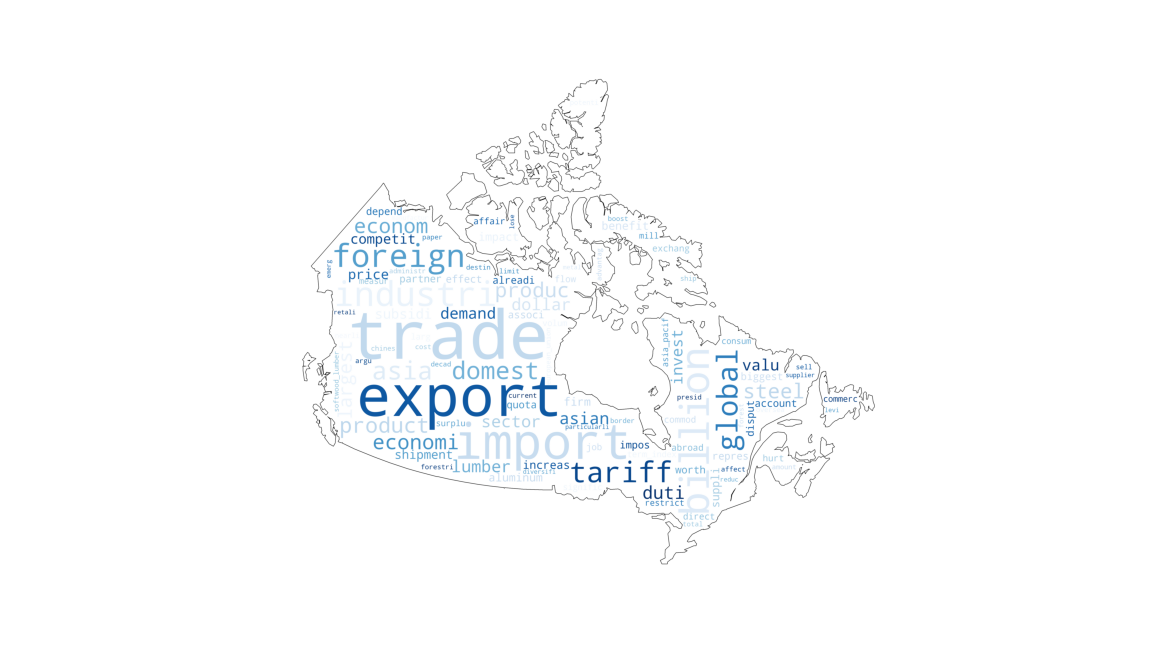 boost
depend
affair
lose
benefit
econom
competit
paper
impact
mill
foreign
exchang
emerg
price
administr
destin
limit
measur
partner
effect
alreadi
flow
ship
industri
produc
dollar
retali
subsidi
demand
associ
trade
chines
cost
argu
asia
decad
domest
asia_pacif
invest
consum
softwood_lumber
export
current
quota
firm
billion
global
valu
sell
supplier
biggest
steel
presid
account
commerc
levi
product
surplu
sector
asian
particularli
border
commod
disput
economi
import
job
impos
abroad
repres
shipment
hurt
forestri
lumber
increas
diversifi
tariff
worth
affect
amount
aluminum
reduc
duti
suppli
restrict
direct
total